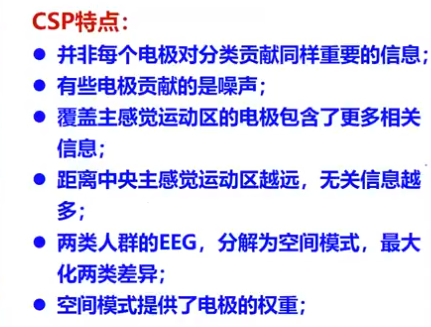 CSP特点：
● 并非每个电极对分类贡献同样重要的信息；
● 有些电极贡献的是噪声；
● 覆盖主感觉运动区的电极包含了更多相关
信息；
● 距离中央主感觉运动区越远，无关信息越
多；
● 两类人群的EEG，分解为空间模式，最大
化两类差异；
● 空间模式提供了电极的权重；